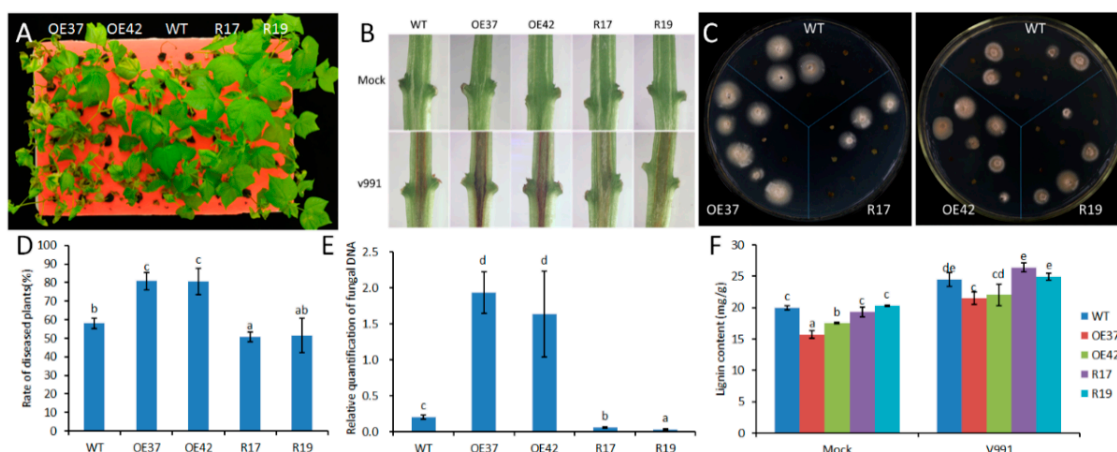 A
OE37 OE42 WT R17 R19
B
WT OE37 OE42 R17 R19
Mock
v991
C
WT
OE37
R17
WT
OE42
R19
D
Rate of diseased plants(%)
100
90
80
70
60
50
40
30
20
10
0
b
c
c
a
ab
WT OE37 OE42 R17 R19
E
Relative quantification of fungal DNA
2.5
2.0
1.5
1.0
0.5
0.0
c
d
d
b
a
WT OE37 OE42 R17 R19
F
Lignin content (mg/g)
30
25
20
15
10
5
0
c
a
b
c
c
de
c
cd
e
e
Mock V991
WT
OE37
OE42
R17
R19